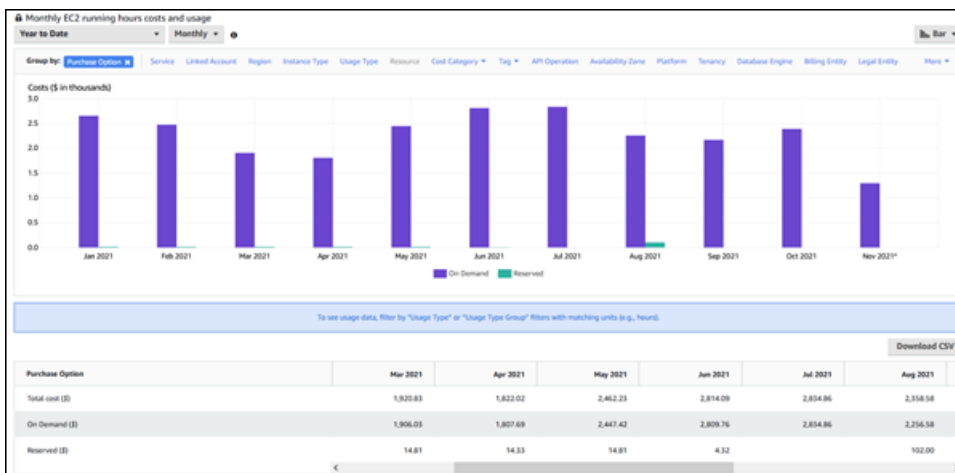 Monthly EC2 running hours costs and usage
Year to Date Monthly Bar
Group by: Purchase Option Service Linked Account Region Instance Type Usage Type Resource Cost Category Tag API Operation Availability Zone Platform Tenancy Database Engine Billing Entity Legal Entity More
Costs ($ in thousands)
3.0
2.5
2.0
1.5
1.0
0.5
0.0
Jan 2021 Feb 2021 Mar 2021 Apr 2021 May 2021 Jun 2021 Jul 2021 Aug 2021 Sep 2021 Oct 2021 Nov 2021*
On Demand Reserved
To see usage data, filter by "Usage Type" or "Usage Type Group" filters with matching units (e.g., hours).
Download CSV
Purchase Option Mar 2021 Apr 2021 May 2021 Jun 2021 Jul 2021 Aug 2021
Total cost ($) 1,920.83 1,822.02 2,462.23 2,814.09 2,834.86 2,358.58
On Demand ($) 1,906.03 1,807.69 2,447.42 2,809.76 2,834.86 2,256.58
Reserved ($) 14.81 14.33 14.81 4.32 102.00